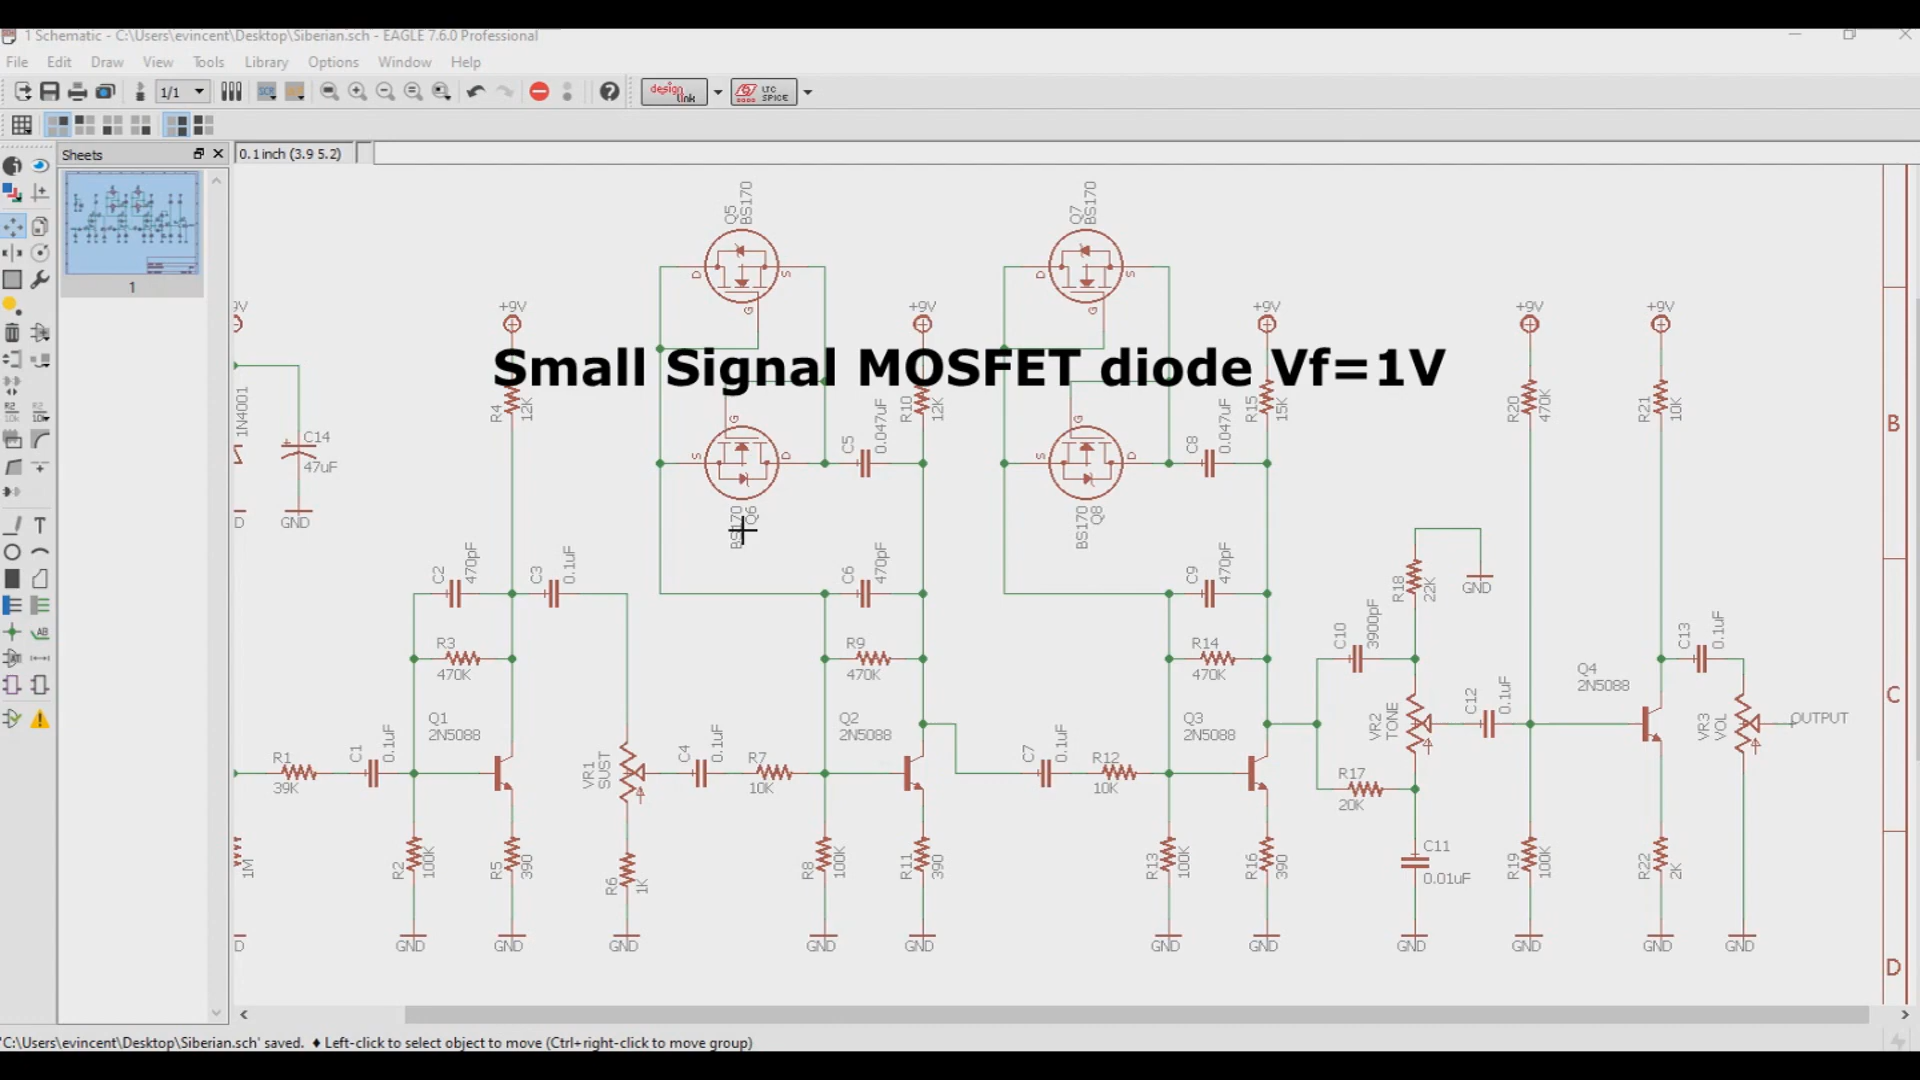 1 Schematic - C:\Users\evincent\Desktop\Siberian.sch - EAGLE 7.6.0 Professional
File Edit Draw View Tools Library Options Window Help
1/1
SCR
design link
LTC SPICE
Sheets
0.1 inch (3.9 5.2)
1
Q5
BS170
D
S
G
Q7
BS170
D
S
G
+9V
+9V
+9V
+9V
+9V
9V
Small Signal MOSFET diode Vf=1V
1N4001
C14
47uF
GND
D
R4
12K
G
S
D
BS170
Q6
C5
0.047uF
R10
12K
G
S
D
BS170
Q8
C8
0.047uF
R15
15K
R20
470K
R21
10K
B
C2
470pF
C3
0.1uF
C6
470pF
C9
470pF
R18
22K
GND
R3
470K
R9
470K
R14
470K
C10
3900pF
C13
0.1uF
Q4
2N5088
C
R1
39K
C1
0.1uF
Q1
2N5088
VR1
SUST
C4
0.1uF
R7
10K
Q2
2N5088
C7
0.1uF
R12
10K
Q3
2N5088
VR2
TONE
C12
0.1uF
VR3
VOL
OUTPUT
R17
20K
1M
R2
100K
R5
390
R6
1K
R8
100K
R11
390
R13
100K
R16
390
C11
0.01uF
R19
100K
R22
2K
D
GND
GND
GND
GND
GND
GND
GND
GND
GND
GND
GND
D
'C:\Users\evincent\Desktop\Siberian.sch' saved. ♦ Left-click to select object to move (Ctrl+right-click to move group)